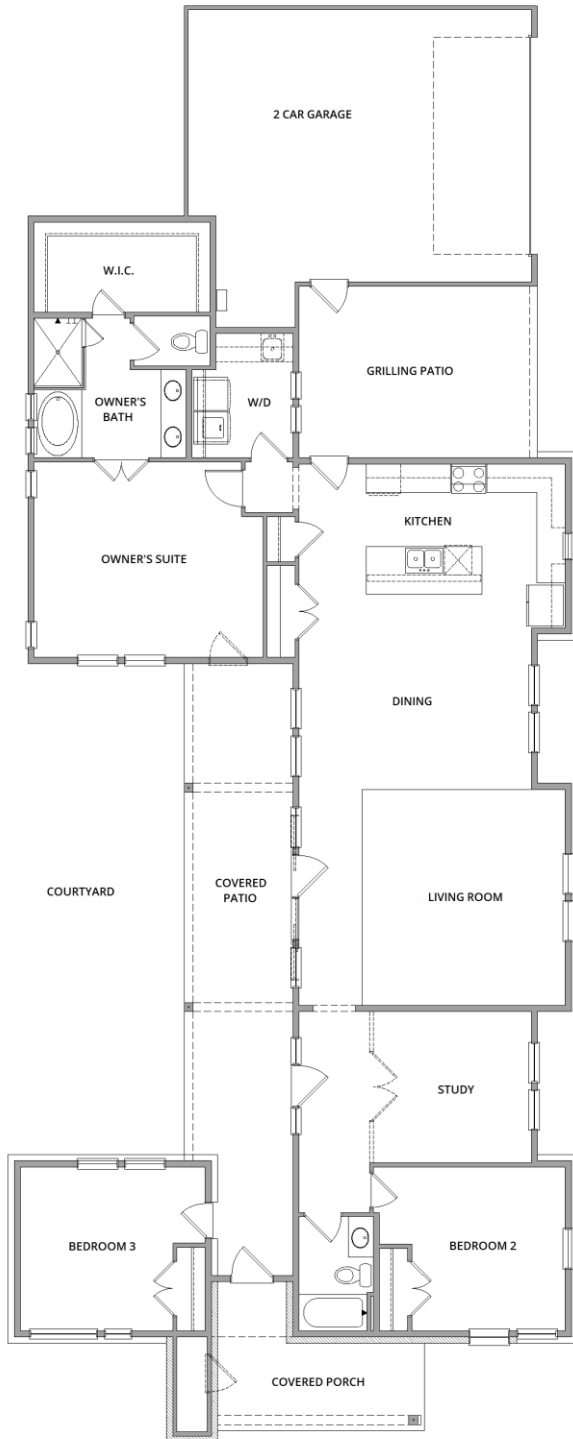 2 CAR GARAGE
W.I.C.
GRILLING PATIO
OWNER'S
BATH
W/D
KITCHEN
OWNER'S SUITE
DINING
COURTYARD
COVERED
PATIO
LIVING ROOM
STUDY
BEDROOM 3
BEDROOM 2
COVERED PORCH